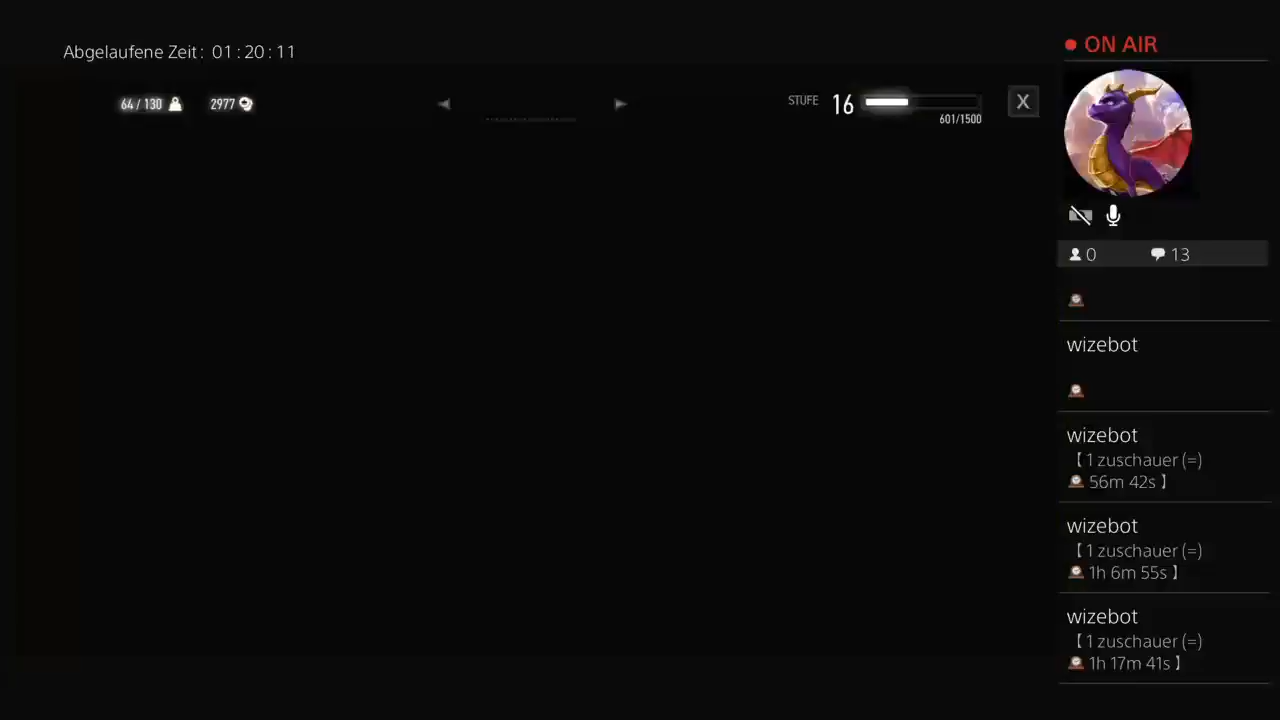 Abgelaufene Zeit: 01:20:11
ON AIR
64/130
2977
STUFE 16
601/1500
X
0
13
wizebot
wizebot
【1 zuschauer (=)
56m 42s】
wizebot
【1 zuschauer (=)
1h 6m 55s】
wizebot
【1 zuschauer (=)
1h 17m 41s】